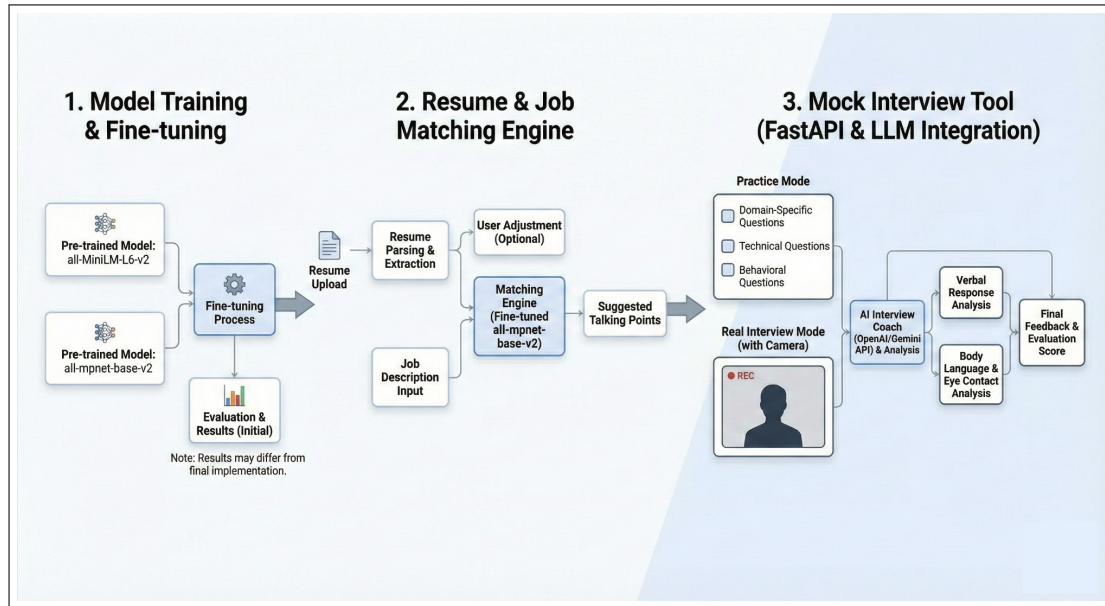 1. Model Training
& Fine-tuning
Pre-trained Model:
all-MiniLM-L6-v2
Pre-trained Model:
all-mpnet-base-v2
Fine-tuning
Process
Evaluation &
Results (Initial)
Note: Results may differ from
final implementation.
2. Resume & Job
Matching Engine
Resume
Upload
Resume
Parsing &
Extraction
User Adjustment
(Optional)
Job
Description
Input
Matching
Engine
(Fine-tuned
all-mpnet-
base-v2)
Suggested
Talking Points
3. Mock Interview Tool
(FastAPI & LLM Integration)
Practice Mode
Domain-Specific
Questions
Technical Questions
Behavioral
Questions
Real Interview Mode
(with Camera)
REC
AI Interview
Coach
(OpenAI/Gemini
API) & Analysis
Verbal
Response
Analysis
Body
Language &
Eye Contact
Analysis
Final
Feedback &
Evaluation
Score